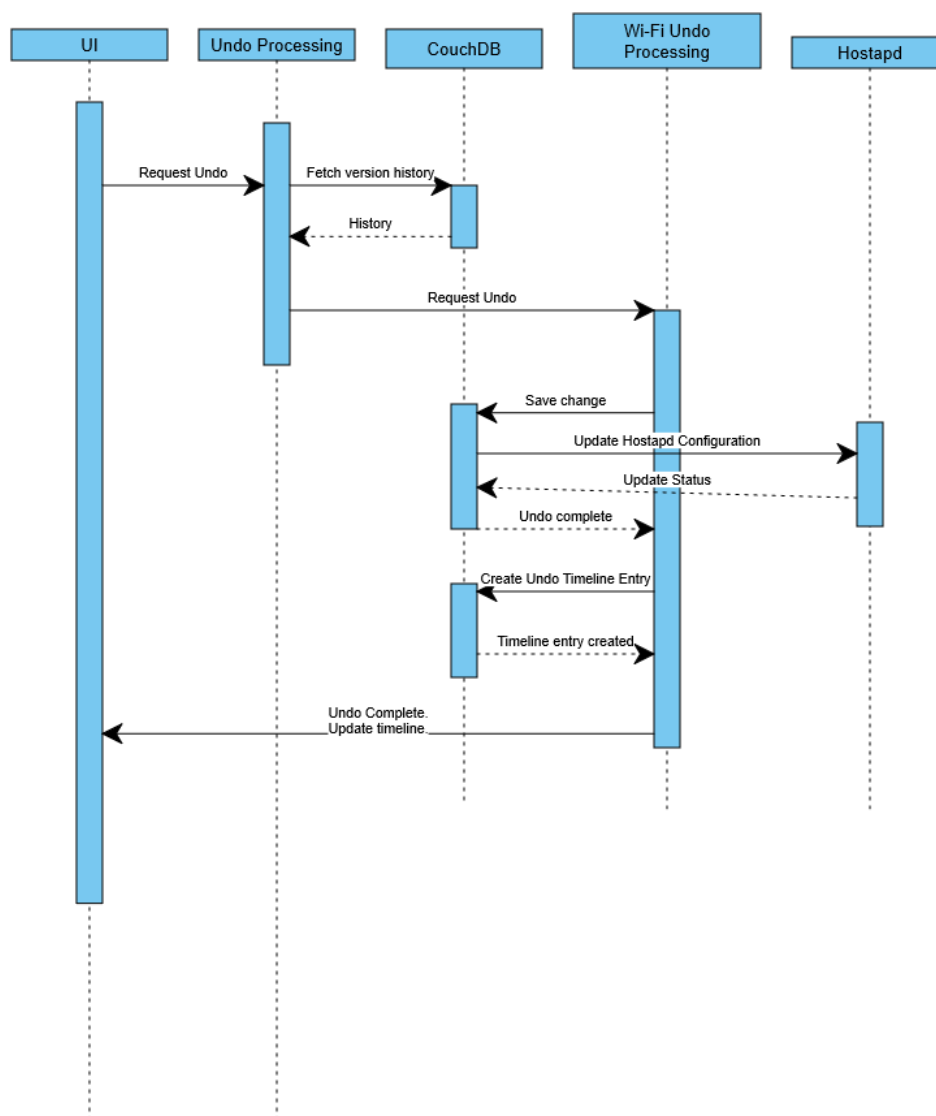 UI
Undo Processing
CouchDB
Wi-Fi Undo
Processing
Hostapd
Request Undo
Fetch version history
History
Request Undo
Save change
Update Hostapd Configuration
Update Status
Undo complete
Create Undo Timeline Entry
Timeline entry created
Undo Complete.
Update timeline.